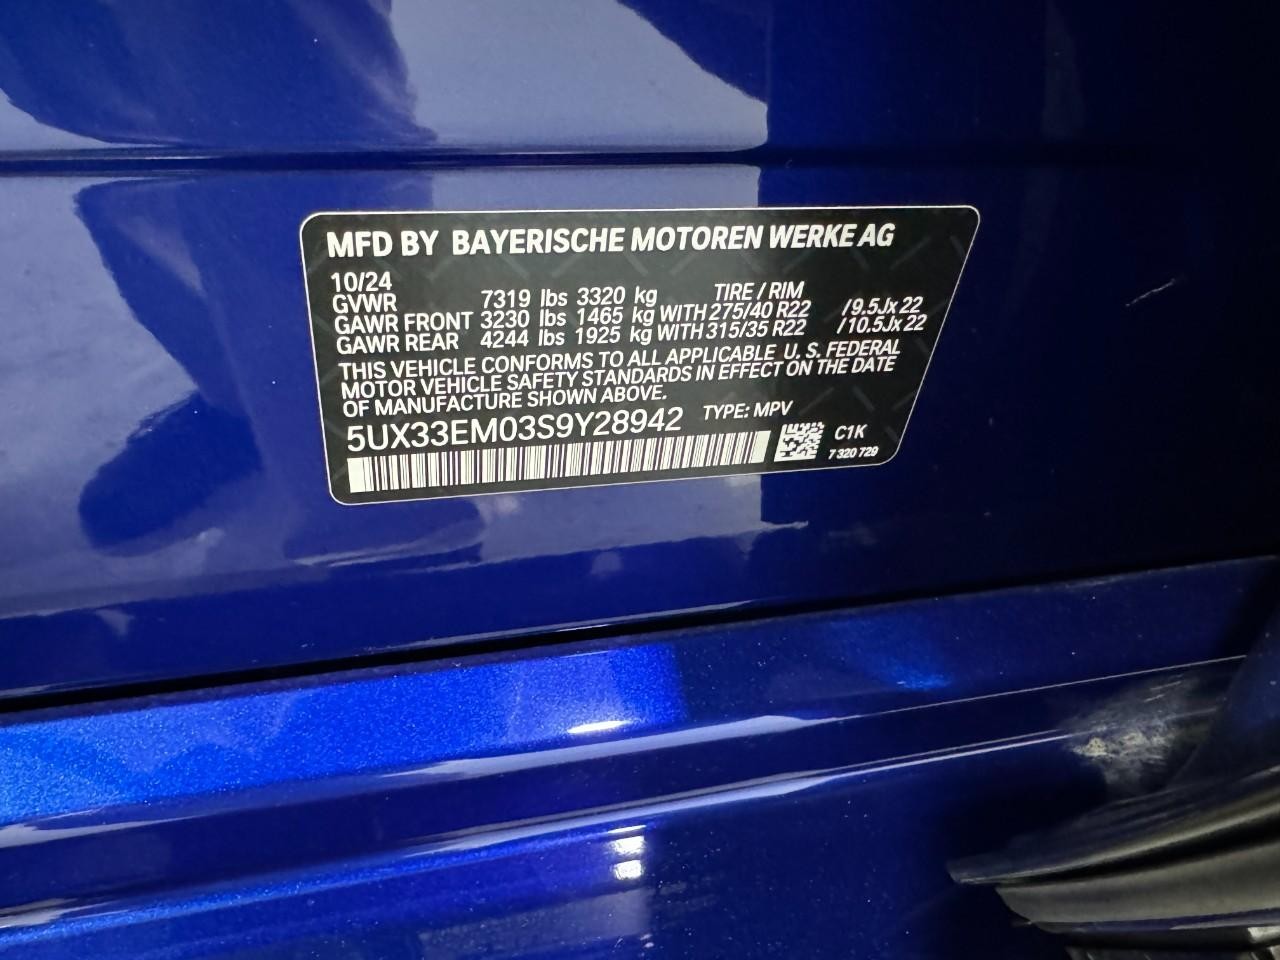 MFD BY BAYERISCHE MOTOREN WERKE AG
10/24
GVWR 7319 lbs 3320 kg TIRE / RIM
GAWR FRONT 3230 lbs 1465 kg WITH 275/40 R22 /9.5Jx22
GAWR REAR 4244 lbs 1925 kg WITH 315/35 R22 /10.5Jx22
THIS VEHICLE CONFORMS TO ALL APPLICABLE U. S. FEDERAL
MOTOR VEHICLE SAFETY STANDARDS IN EFFECT ON THE DATE
OF MANUFACTURE SHOWN ABOVE.
5UX33EM03S9Y28942 TYPE: MPV
C1K
7 320 729